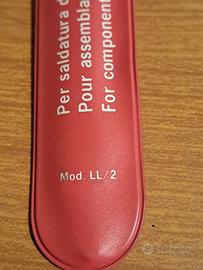 Per saldatura d
Pour assembla
For component
Mod. LL/2